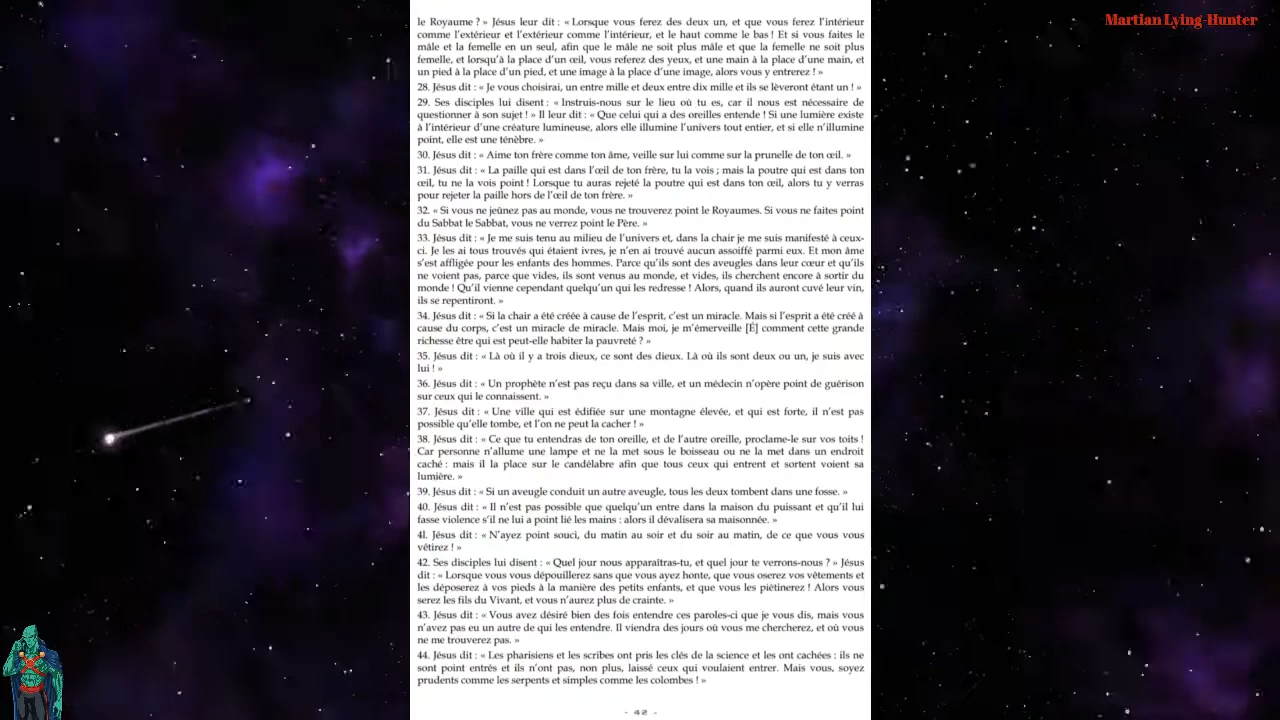 Martian Lying-Hunter
le Royaume ? » Jésus leur dit : « Lorsque vous ferez des deux un, et que vous ferez l'intérieur
comme l'extérieur et l'extérieur comme l'intérieur, et le haut comme le bas ! Et si vous faites le
mâle et la femelle en un seul, afin que le mâle ne soit plus mâle et que la femelle ne soit plus
femelle, et lorsqu'à la place d'un œil, vous referez des yeux, et une main à la place d'une main, et
un pied à la place d'un pied, et une image à la place d'une image, alors vous y entrerez ! »
28. Jésus dit : « Je vous choisirai, un entre mille et deux entre dix mille et ils se lèveront étant un ! »
29. Ses disciples lui disent : « Instruis-nous sur le lieu où tu es, car il nous est nécessaire de
questionner à son sujet ! » Il leur dit : « Que celui qui a des oreilles entende ! Si une lumière existe
à l'intérieur d'une créature lumineuse, alors elle illumine l'univers tout entier, et si elle n'illumine
point, elle est une ténèbre. »
30. Jésus dit : « Aime ton frère comme ton âme, veille sur lui comme sur la prunelle de ton œil. »
31. Jésus dit : « La paille qui est dans l'œil de ton frère, tu la vois ; mais la poutre qui est dans ton
œil, tu ne la vois point ! Lorsque tu auras rejeté la poutre qui est dans ton œil, alors tu y verras
pour rejeter la paille hors de l'œil de ton frère. »
32. « Si vous ne jeûnez pas au monde, vous ne trouverez point le Royaumes. Si vous ne faites point
du Sabbat le Sabbat, vous ne verrez point le Père. »
33. Jésus dit : « Je me suis tenu au milieu de l'univers et, dans la chair je me suis manifesté à ceux-
ci. Je les ai tous trouvés qui étaient ivres, je n'en ai trouvé aucun assoiffé parmi eux. Et mon âme
s'est affligée pour les enfants des hommes. Parce qu'ils sont des aveugles dans leur cœur et qu'ils
ne voient pas, parce que vides, ils sont venus au monde, et vides, ils cherchent encore à sortir du
monde ! Qu'il vienne cependant quelqu'un qui les redresse ! Alors, quand ils auront cuvé leur vin,
ils se repentiront. »
34. Jésus dit : « Si la chair a été créée à cause de l'esprit, c'est un miracle. Mais si l'esprit a été créé à
cause du corps, c'est un miracle de miracle. Mais moi, je m'émerveille [É] comment cette grande
richesse être qui est peut-elle habiter la pauvreté ? »
35. Jésus dit : « Là où il y a trois dieux, ce sont des dieux. Là où ils sont deux ou un, je suis avec
lui ! »
36. Jésus dit : « Un prophète n'est pas reçu dans sa ville, et un médecin n'opère point de guérison
sur ceux qui le connaissent. »
37. Jésus dit : « Une ville qui est édifiée sur une montagne élevée, et qui est forte, il n'est pas
possible qu'elle tombe, et l'on ne peut la cacher ! »
38. Jésus dit : « Ce que tu entendras de ton oreille, et de l'autre oreille, proclame-le sur vos toits !
Car personne n'allume une lampe et ne la met sous le boisseau ou ne la met dans un endroit
caché : mais il la place sur le candélabre afin que tous ceux qui entrent et sortent voient sa
lumière. »
39. Jésus dit : « Si un aveugle conduit un autre aveugle, tous les deux tombent dans une fosse. »
40. Jésus dit : « Il n'est pas possible que quelqu'un entre dans la maison du puissant et qu'il lui
fasse violence s'il ne lui a point lié les mains : alors il dévalisera sa maisonnée. »
41. Jésus dit : « N'ayez point souci, du matin au soir et du soir au matin, de ce que vous vous
vêtirez ! »
42. Ses disciples lui disent : « Quel jour nous apparaîtras-tu, et quel jour te verrons-nous ? » Jésus
dit : « Lorsque vous vous dépouillerez sans que vous ayez honte, que vous oserez vos vêtements et
les déposerez à vos pieds à la manière des petits enfants, et que vous les piétinerez ! Alors vous
serez les fils du Vivant, et vous n'aurez plus de crainte. »
43. Jésus dit : « Vous avez désiré bien des fois entendre ces paroles-ci que je vous dis, mais vous
n'avez pas eu un autre de qui les entendre. Il viendra des jours où vous me chercherez, et où vous
ne me trouverez pas. »
44. Jésus dit : « Les pharisiens et les scribes ont pris les clés de la science et les ont cachées : ils ne
sont point entrés et ils n'ont pas, non plus, laissé ceux qui voulaient entrer. Mais vous, soyez
prudents comme les serpents et simples comme les colombes ! »
- 42 -